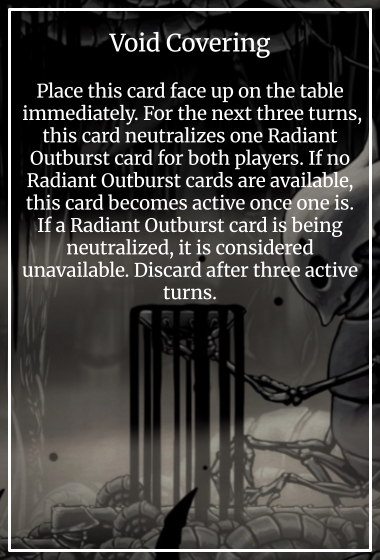 Void Covering
Place this card face up on the table
immediately. For the next three turns,
this card neutralizes one Radiant
Outburst card for both players. If no
Radiant Outburst cards are available,
this card becomes active once one is.
If a Radiant Outburst card is being
neutralized, it is considered
unavailable. Discard after three active
turns.